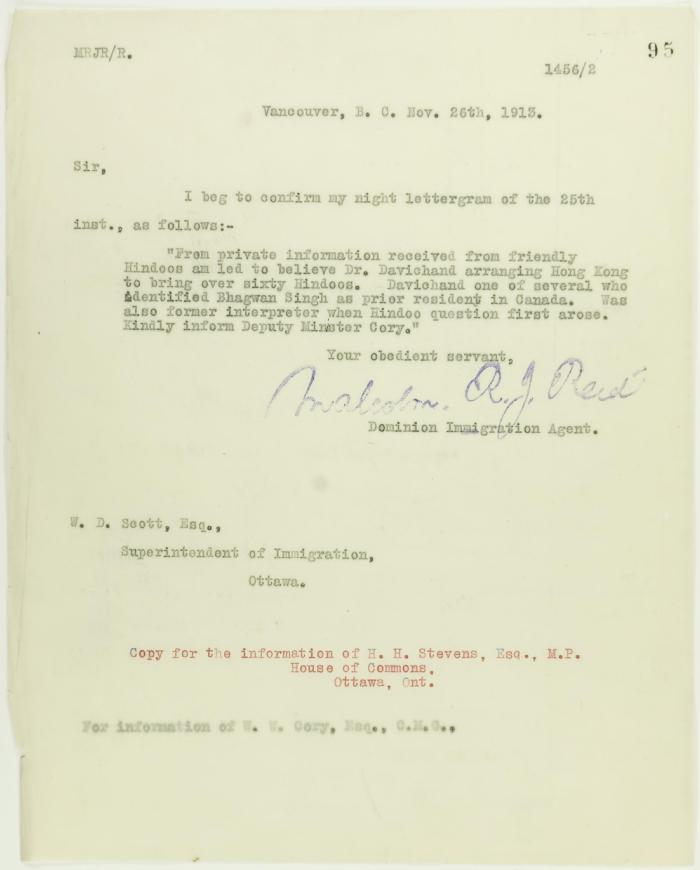 95
MRJR/R.
1456/2
Vancouver, B. C. Nov. 26th, 1913.
Sir,
I beg to confirm my night lettergram of the 25th
inst., as follows:-
"From private information received from friendly
Hindoos am led to believe Dr. Davichand arranging Hong Kong
to bring over sixty Hindoos. Davichand one of several who
identified Bhagwan Singh as prior resident in Canada. Was
also former interpreter when Hindoo question first arose.
Kindly inform Deputy Minister Cory."
Your obedient servant,
Malcolm. R. J. Reid
Dominion Immigration Agent.
W. D. Scott, Esq.,
Superintendent of Immigration,
Ottawa.
Copy for the information of H. H. Stevens, Esq., M.P.
House of Commons,
Ottawa, Ont.
For information of W. W. Cory, Esq., C.M.G.,